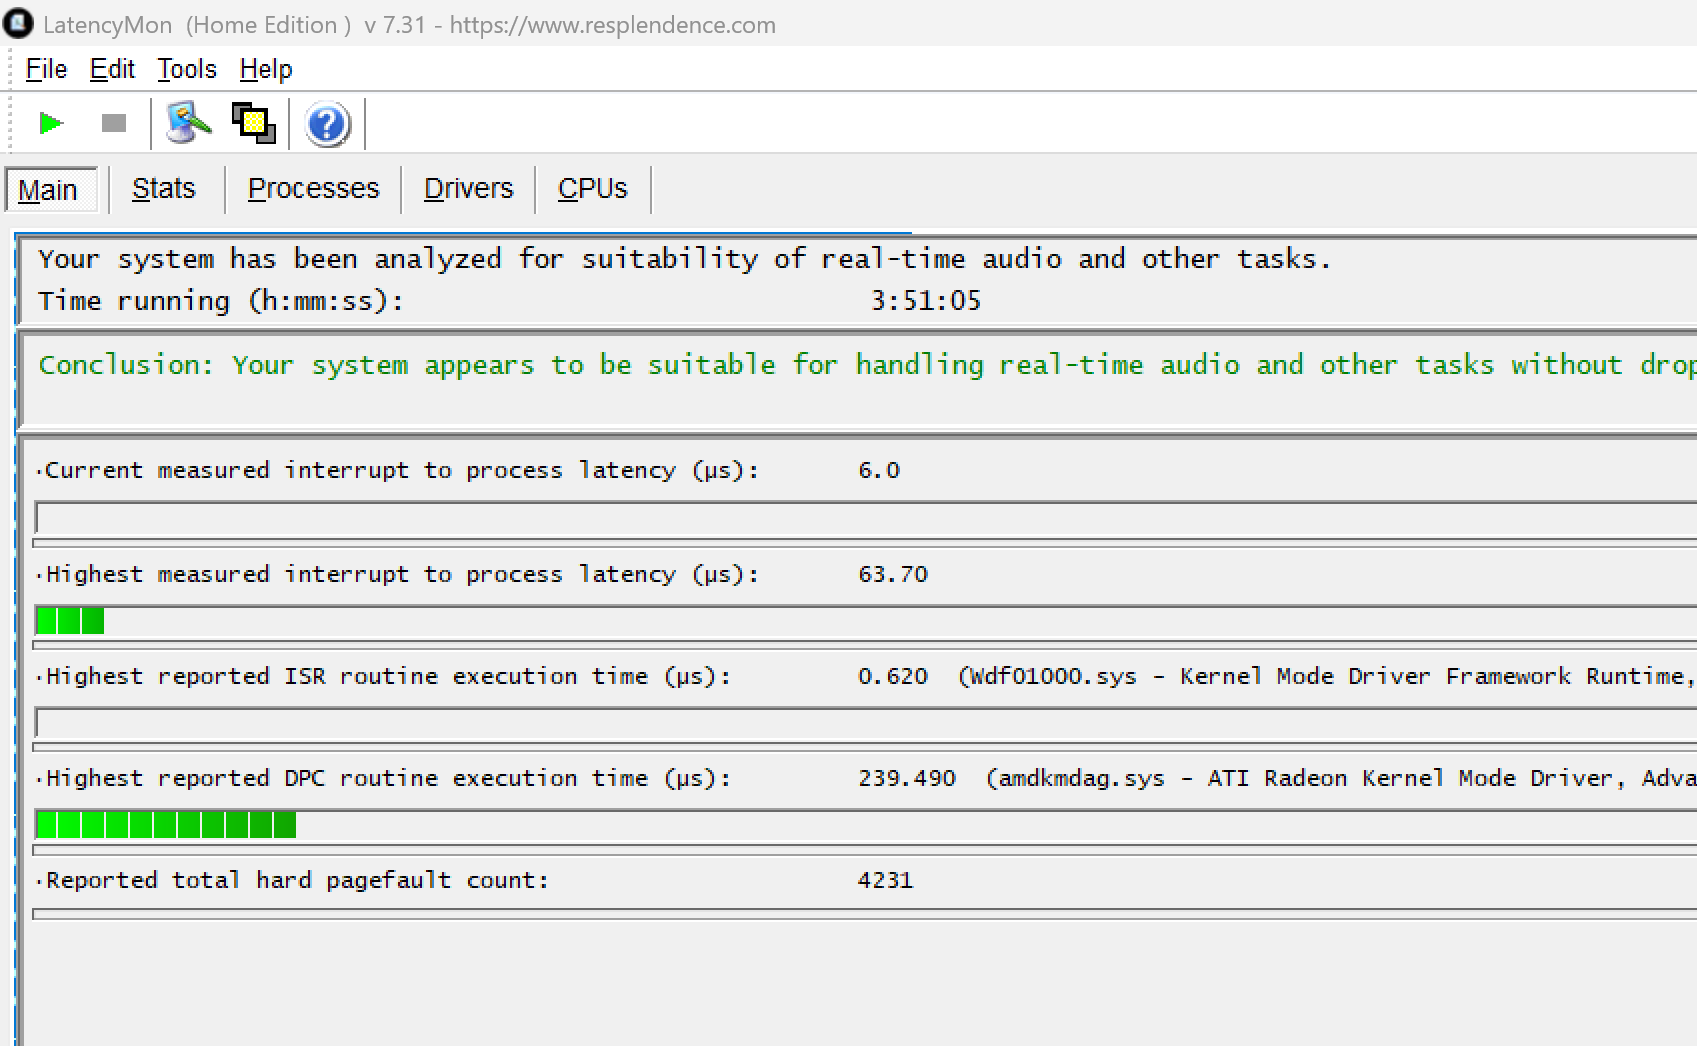 LatencyMon (Home Edition ) v 7.31 - https://www.resplendence.com
File Edit Tools Help
Main Stats Processes Drivers CPUs
Your system has been analyzed for suitability of real-time audio and other tasks.
Time running (h:mm:ss): 3:51:05
Conclusion: Your system appears to be suitable for handling real-time audio and other tasks without drop
·Current measured interrupt to process latency (µs): 6.0
·Highest measured interrupt to process latency (µs): 63.70
·Highest reported ISR routine execution time (µs): 0.620 (Wdf01000.sys - Kernel Mode Driver Framework Runtime,
·Highest reported DPC routine execution time (µs): 239.490 (amdkmdag.sys - ATI Radeon Kernel Mode Driver, Adva
·Reported total hard pagefault count: 4231